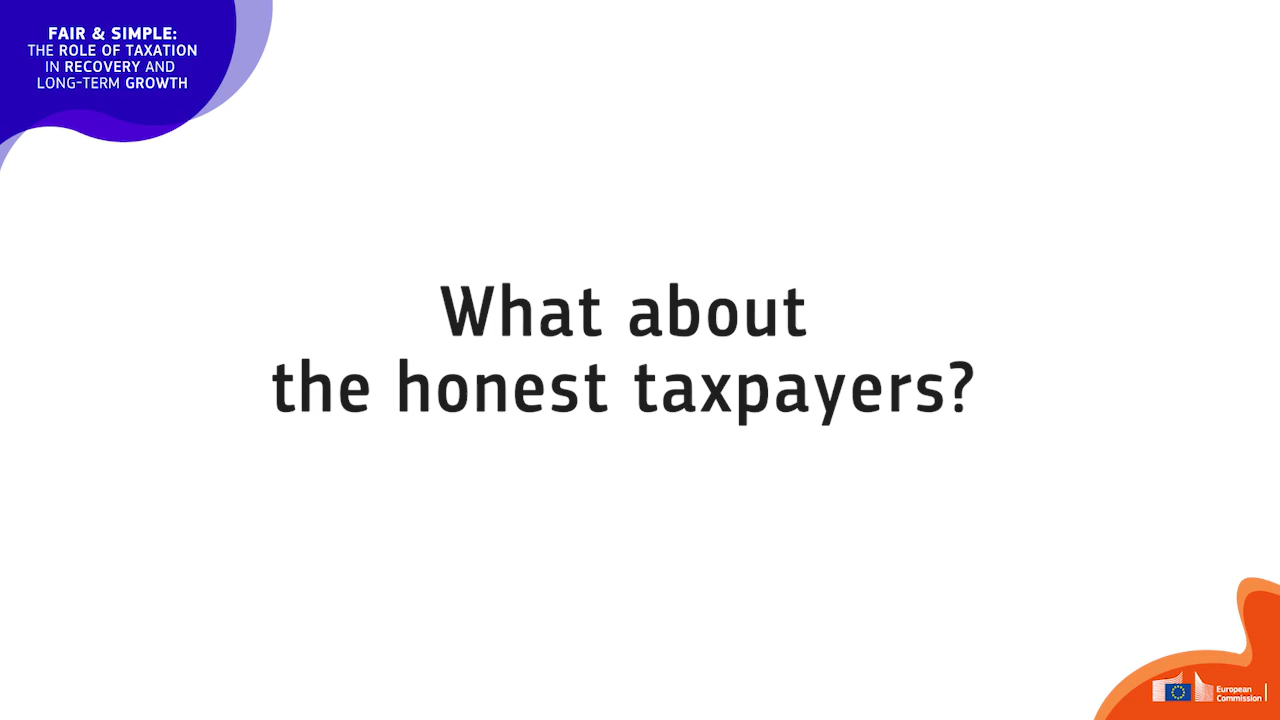 FAIR & SIMPLE:
THE ROLE OF TAXATION
IN RECOVERY AND
LONG-TERM GROWTH
What about
the honest taxpayers?
European
Commission